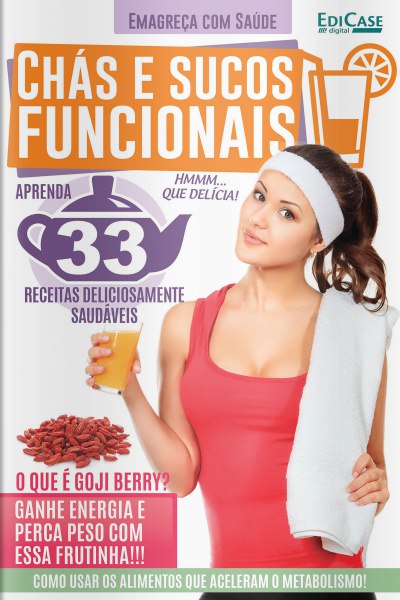 EMAGREÇA COM SAÚDE
EDICASE
digital
CHÁS E SUCOS
FUNCIONAIS
APRENDA
HMMM...
QUE DELÍCIA!
33
RECEITAS DELICIOSAMENTE
SAUDÁVEIS
O QUE É GOJI BERRY?
GANHE ENERGIA E
PERCA PESO COM
ESSA FRUTINHA!!!
COMO USAR OS ALIMENTOS QUE ACELERAM O METABOLISMO!